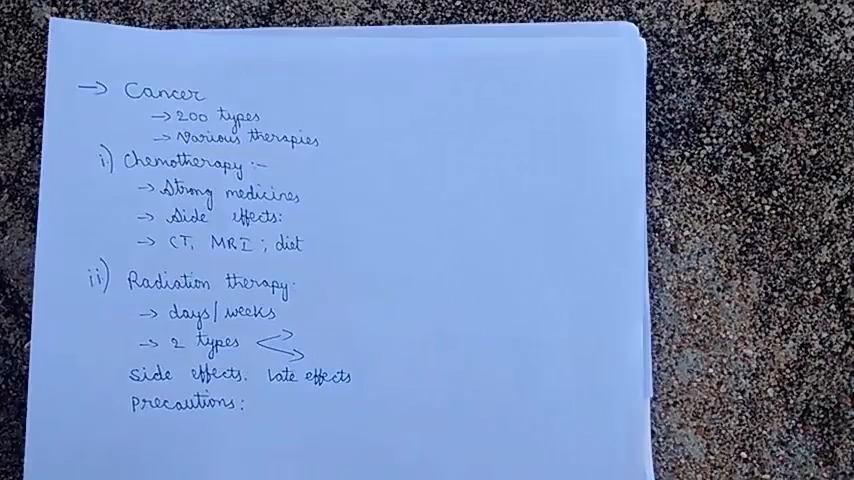 → Cancer
→ 200 types
→ Various therapies
i) Chemotherapy :-
→ Strong medicines
→ Side effects:
→ CT, MRI ; diet
ii) Radiation therapy.
→ days/weeks
→ 2 types
Side effects. Late effects
Precautions: